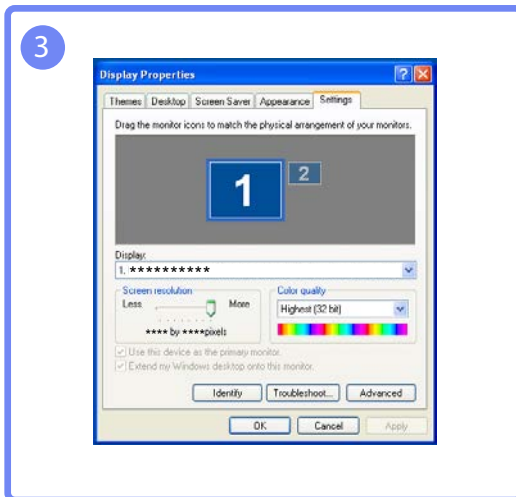 3
Display Properties
Themes Desktop Screen Saver Appearance Settings
Drag the monitor icons to match the physical arrangement of your monitors.
1 2
Display:
1. **********
Screen resolution
Less More
**** by ****pixels
Color quality
Highest (32 bit)
Use this device as the primary monitor.
Extend my Windows desktop onto this monitor.
Identify Troubleshoot... Advanced
OK Cancel Apply